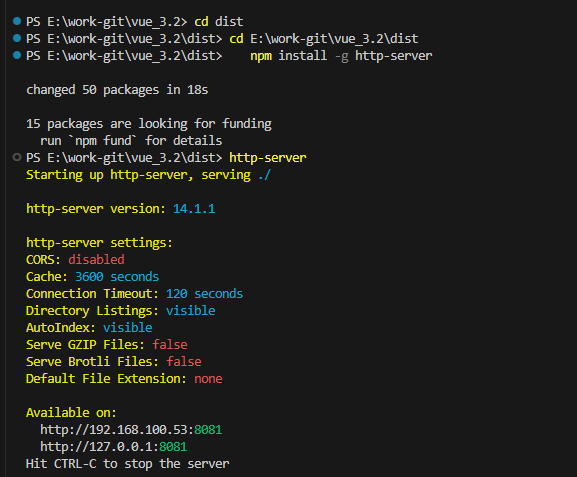 PS E:\work-git\vue_3.2> cd dist
PS E:\work-git\vue_3.2\dist> cd E:\work-git\vue_3.2\dist
PS E:\work-git\vue_3.2\dist>    npm install -g http-server
changed 50 packages in 18s
15 packages are looking for funding
  run `npm fund` for details
PS E:\work-git\vue_3.2\dist> http-server
Starting up http-server, serving ./
http-server version: 14.1.1
http-server settings:
CORS: disabled
Cache: 3600 seconds
Connection Timeout: 120 seconds
Directory Listings: visible
AutoIndex: visible
Serve GZIP Files: false
Serve Brotli Files: false
Default File Extension: none
Available on:
  http://192.168.100.53:8081
  http://127.0.0.1:8081
Hit CTRL-C to stop the server